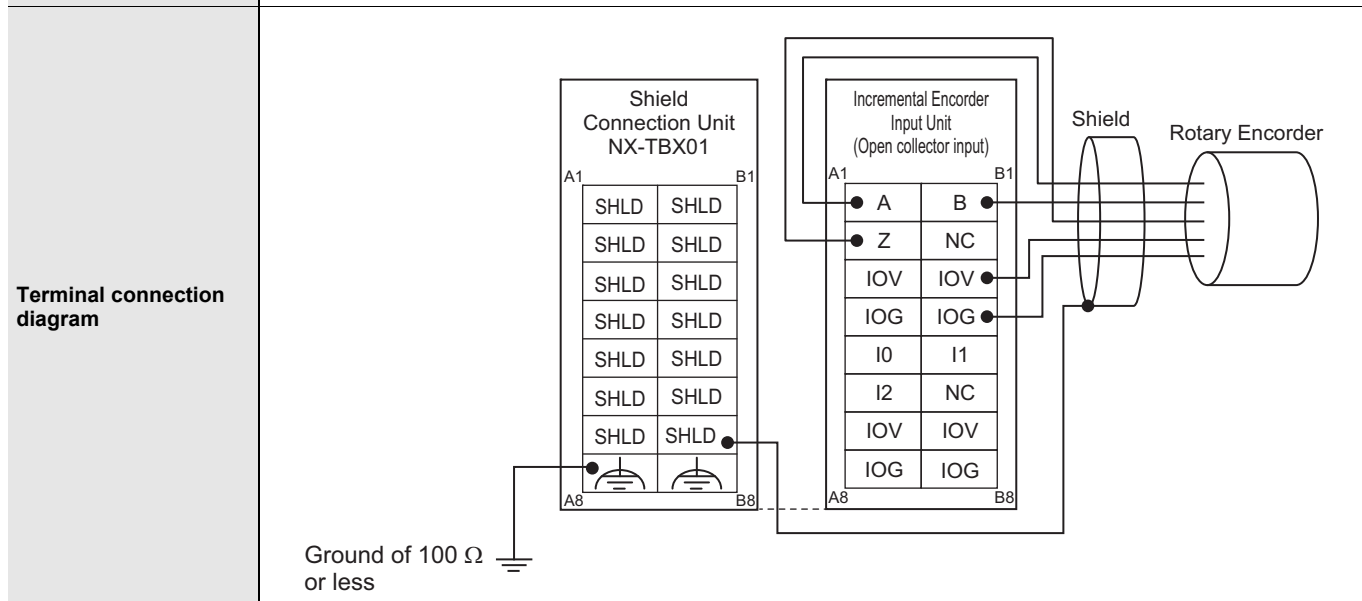 Terminal connection
diagram
Shield
Connection Unit
NX-TBX01
A1 B1
SHLD SHLD
SHLD SHLD
SHLD SHLD
SHLD SHLD
SHLD SHLD
SHLD SHLD
SHLD SHLD
A8 B8
Ground of 100 Ω
or less
Incremental Encorder
Input Unit
(Open collector input)
A1 B1
A B
Z NC
IOV IOV
IOG IOG
I0 I1
I2 NC
IOV IOV
IOG IOG
A8 B8
Shield
Rotary Encorder